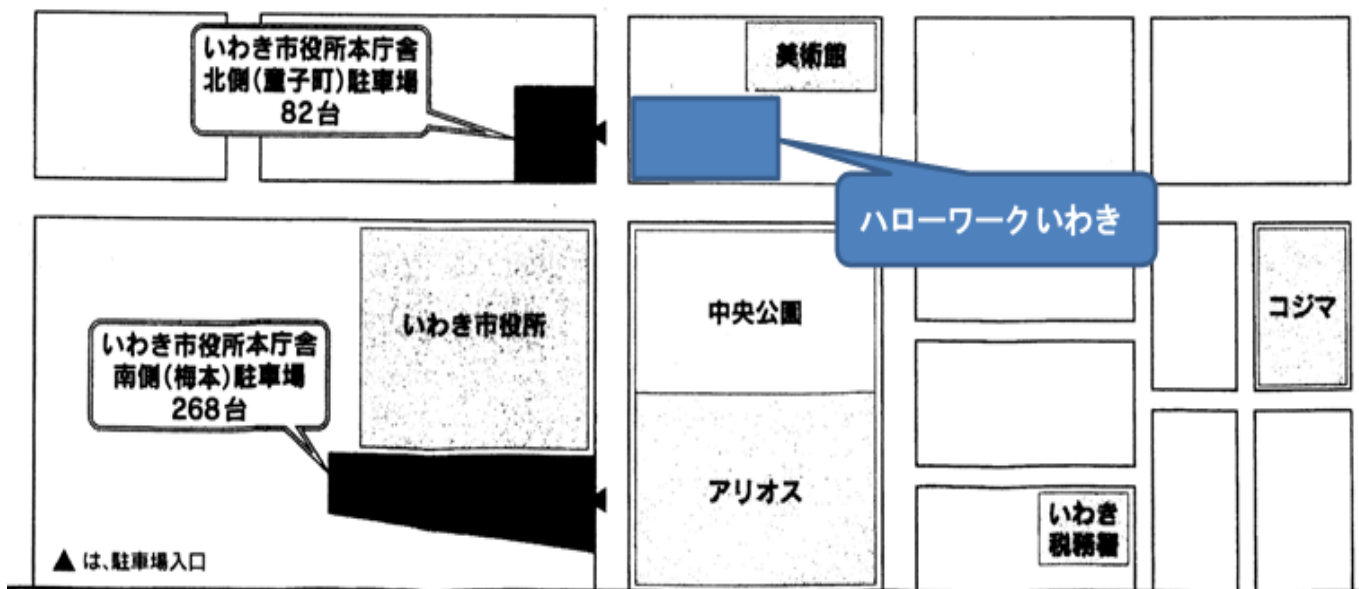 いわき市役所本庁舎
北側(童子町)駐車場
82台
美術館
ハローワークいわき
いわき市役所
中央公園
コジマ
いわき市役所本庁舎
南側(梅本)駐車場
268台
アリオス
いわき
税務署
▲は、駐車場入口